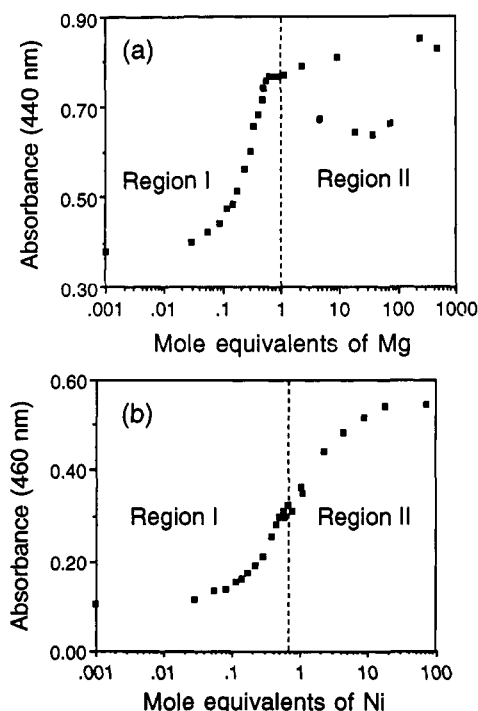 (a)
Absorbance (440 nm)
0.90
0.70
0.50
0.30
Region I
Region II
.001 .01 .1 1 10 100 1000
Mole equivalents of Mg
(b)
Absorbance (460 nm)
0.60
0.40
0.20
0.00
Region I
Region II
.001 .01 .1 1 10 100
Mole equivalents of Ni